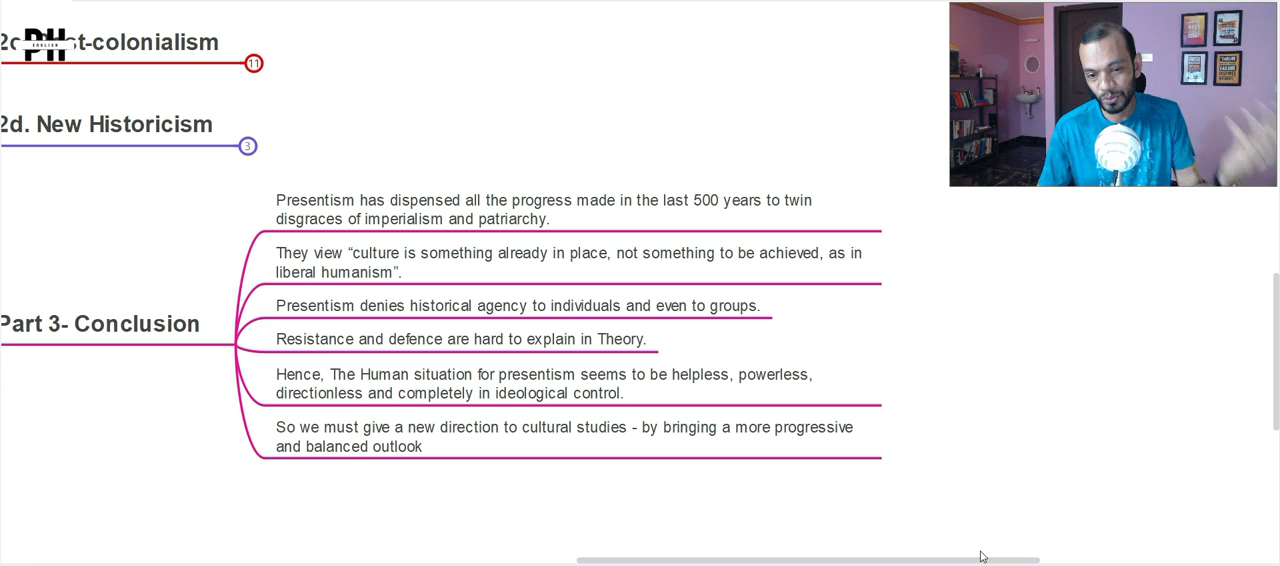 2c. Post-colonialism
PH
ENGLISH
11
2d. New Historicism
3
Presentism has dispensed all the progress made in the last 500 years to twin
disgraces of imperialism and patriarchy.
They view “culture is something already in place, not something to be achieved, as in
liberal humanism”.
Presentism denies historical agency to individuals and even to groups.
Part 3- Conclusion
Resistance and defence are hard to explain in Theory.
Hence, The Human situation for presentism seems to be helpless, powerless,
directionless and completely in ideological control.
So we must give a new direction to cultural studies - by bringing a more progressive
and balanced outlook